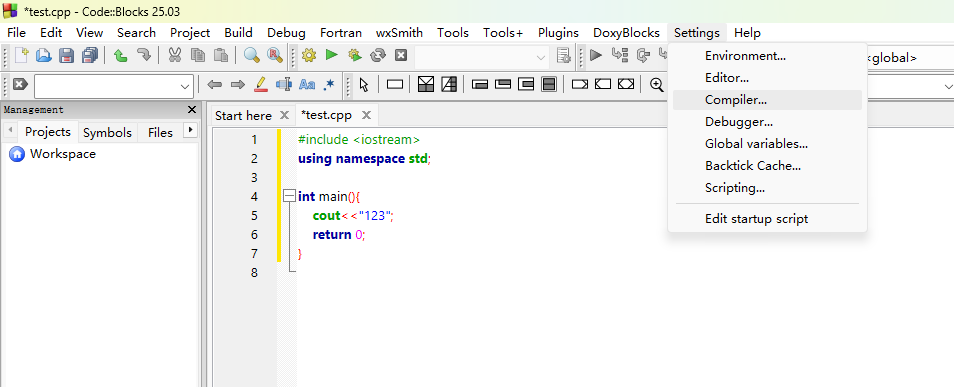 *test.cpp - Code::Blocks 25.03
File Edit View Search Project Build Debug Fortran wxSmith Tools Tools+ Plugins DoxyBlocks Settings Help
Environment...
<global>
Editor...
Aa .*
Compiler...
Management
Start here
*test.cpp
Debugger...
Projects Symbols Files
Global variables...
Workspace
Backtick Cache...
Scripting...
Edit startup script
1 #include <iostream>
2 using namespace std;
3
4 int main(){
5 cout<<"123";
6 return 0;
7 }
8